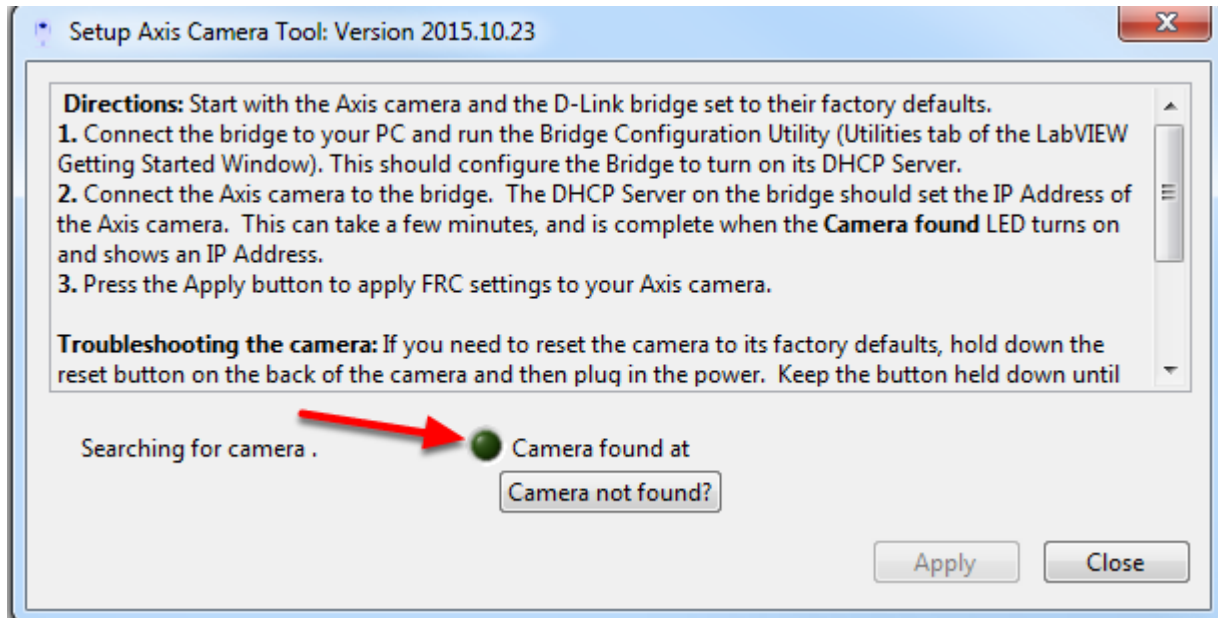 Setup Axis Camera Tool: Version 2015.10.23
Directions: Start with the Axis camera and the D-Link bridge set to their factory defaults.
1. Connect the bridge to your PC and run the Bridge Configuration Utility (Utilities tab of the LabVIEW
Getting Started Window). This should configure the Bridge to turn on its DHCP Server.
2. Connect the Axis camera to the bridge.  The DHCP Server on the bridge should set the IP Address of
the Axis camera.  This can take a few minutes, and is complete when the Camera found LED turns on
and shows an IP Address.
3. Press the Apply button to apply FRC settings to your Axis camera.
Troubleshooting the camera: If you need to reset the camera to its factory defaults, hold down the
reset button on the back of the camera and then plug in the power.  Keep the button held down until
Searching for camera .
Camera found at
Camera not found?
Apply
Close